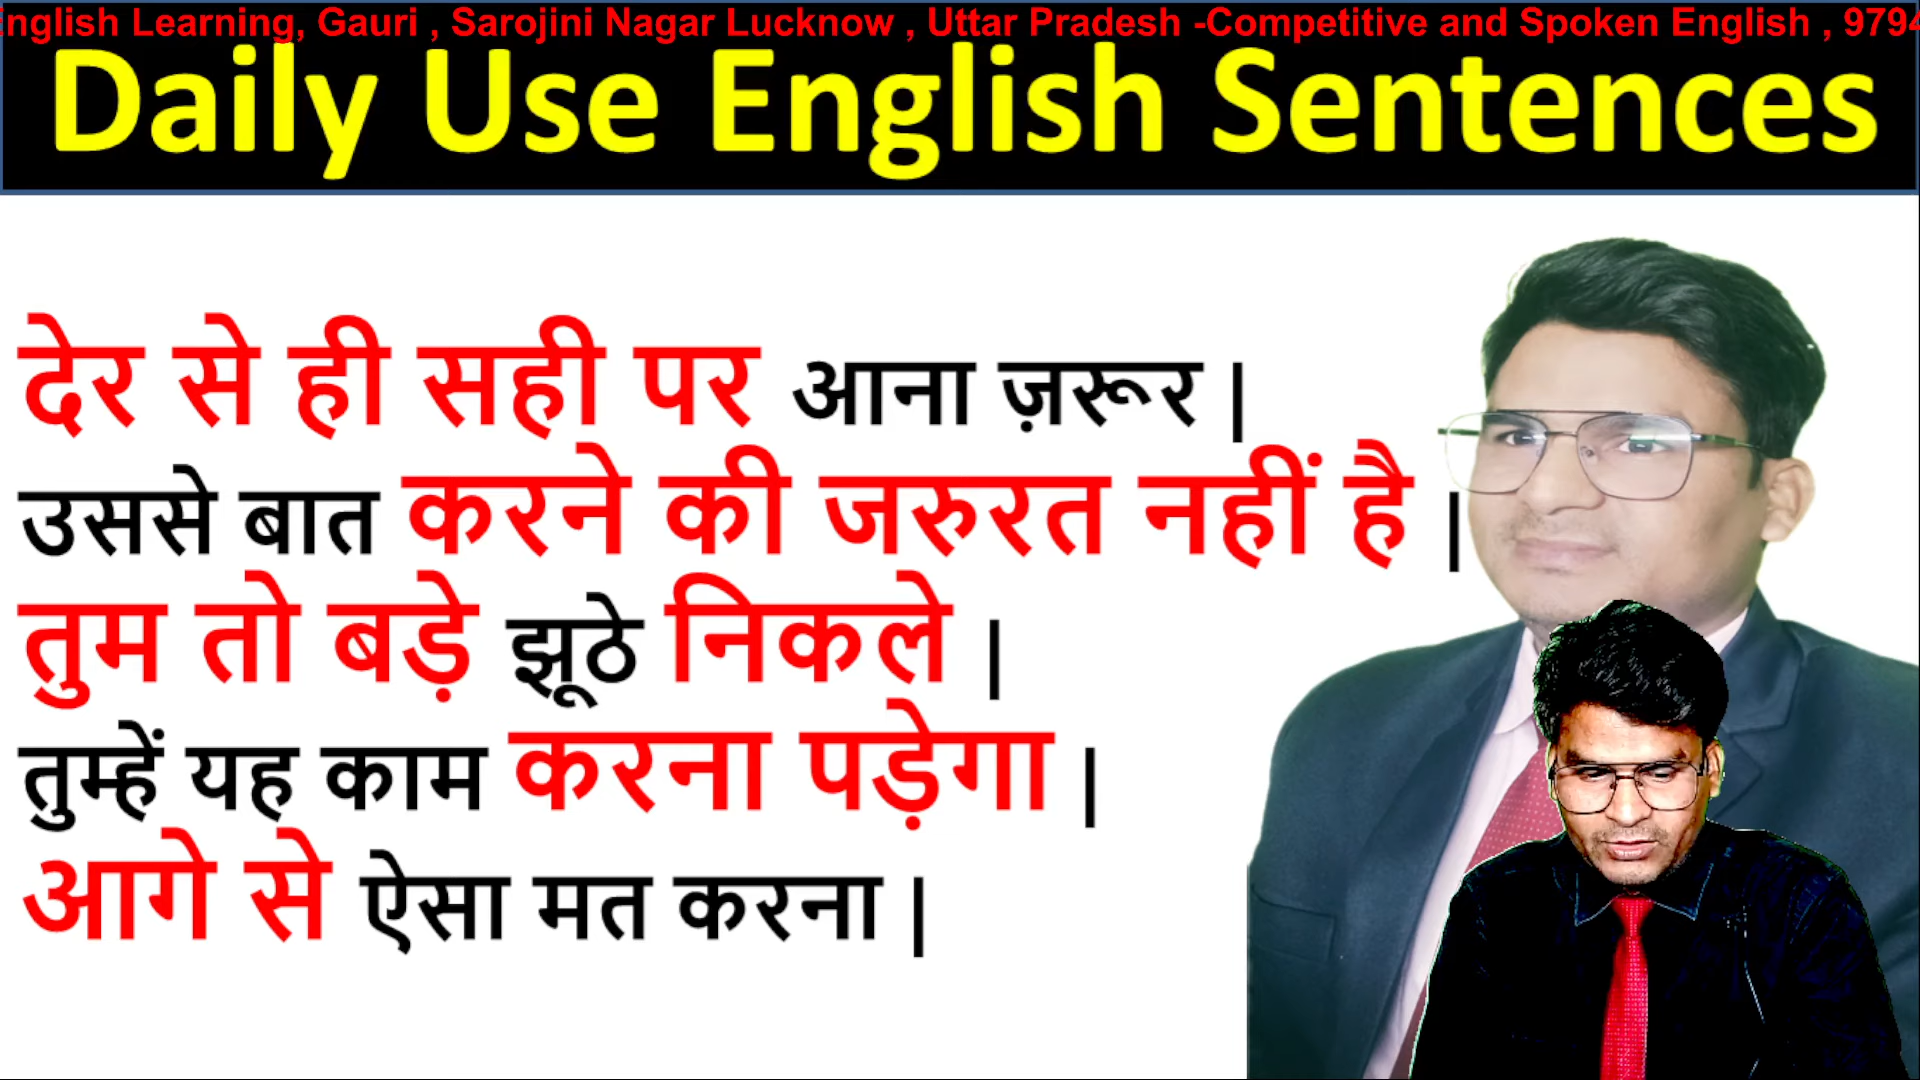 English Learning, Gauri , Sarojini Nagar Lucknow , Uttar Pradesh -Competitive and Spoken English , 9794
Daily Use English Sentences
देर से ही सही पर आना ज़रूर |
उससे बात करने की जरुरत नहीं है |
तुम तो बड़े झूठे निकले |
तुम्हें यह काम करना पड़ेगा |
आगे से ऐसा मत करना |